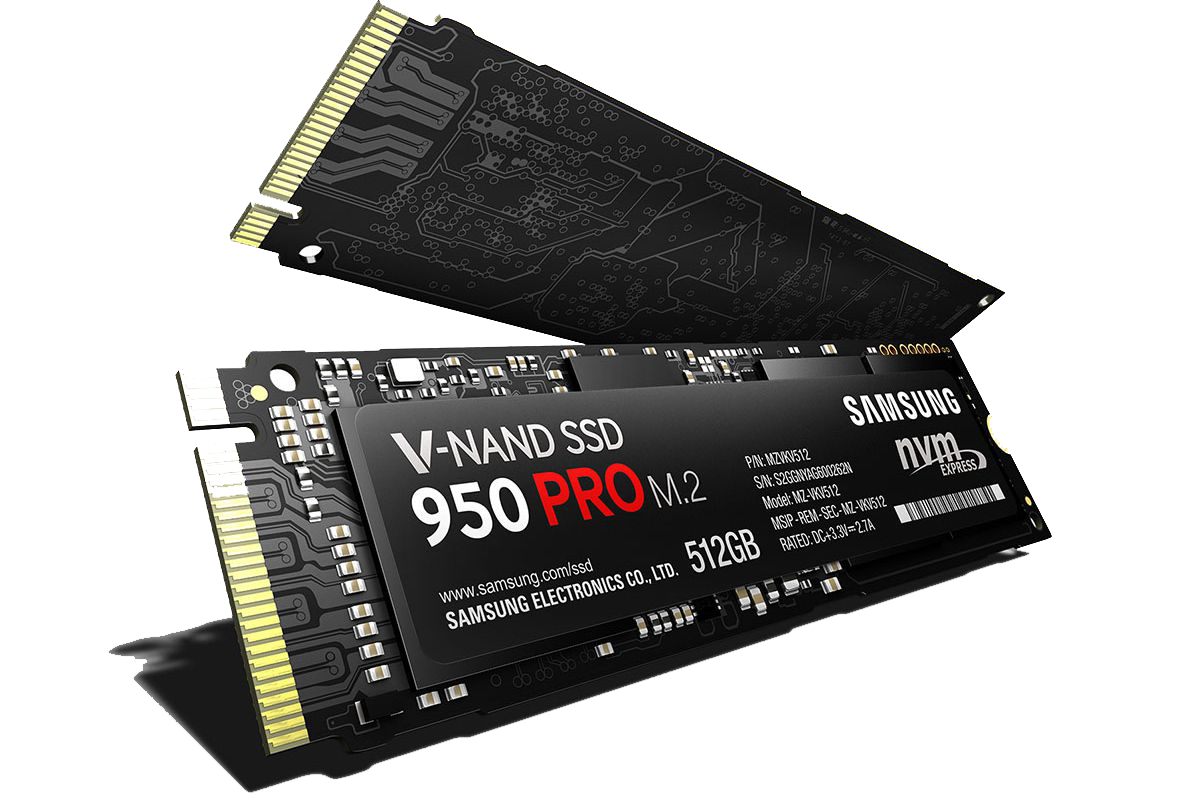 V-NAND SSD
950 PRO M.2
www.samsung.com/ssd
SAMSUNG ELECTRONICS CO., LTD.
512GB
P/N: MZVKV512
S/N: S2GGNYAG600262N
Model: MZ-VKV512
MSIP-REM-SEC-MZ-VKV512
RATED: DC+3.3V⎓2.7A
SAMSUNG
nvm
EXPRESS